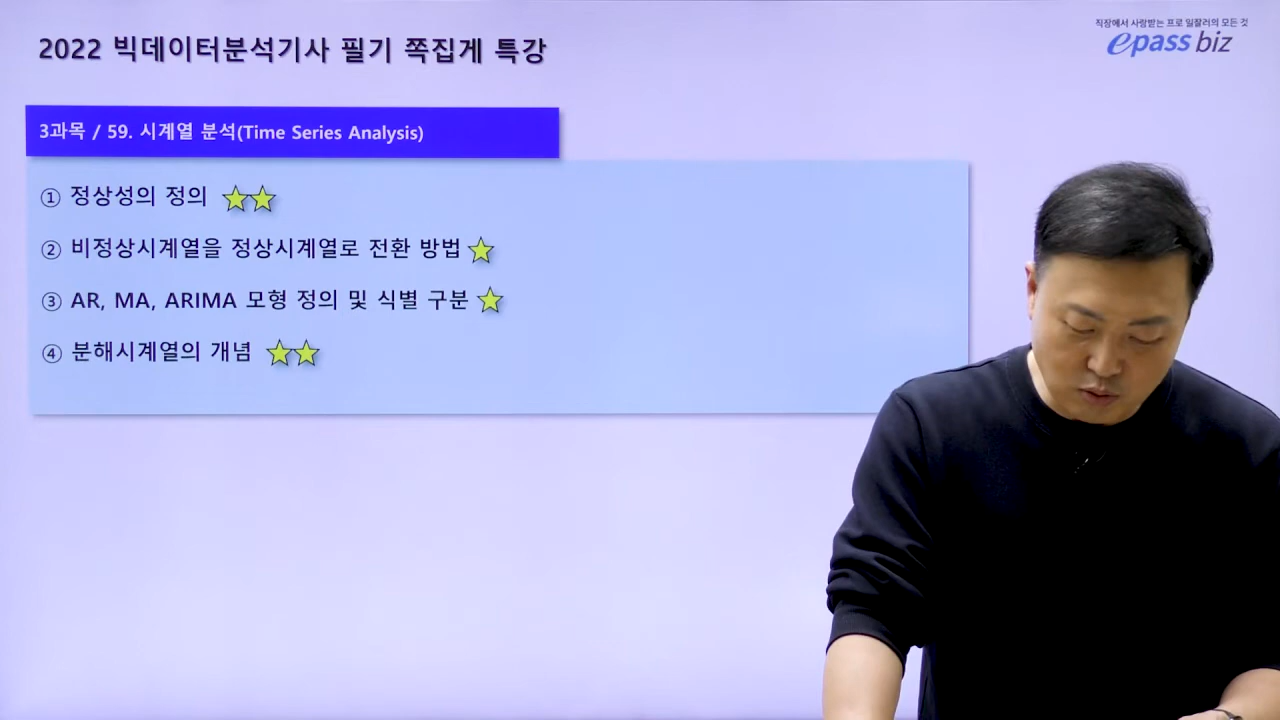 직장에서 사랑받는 프로 일잘러의 모든 것
epass biz
2022 빅데이터분석기사 필기 쪽집게 특강
3과목 / 59. 시계열 분석(Time Series Analysis)
① 정상성의 정의
② 비정상시계열을 정상시계열로 전환 방법
③ AR, MA, ARIMA 모형 정의 및 식별 구분
④ 분해시계열의 개념